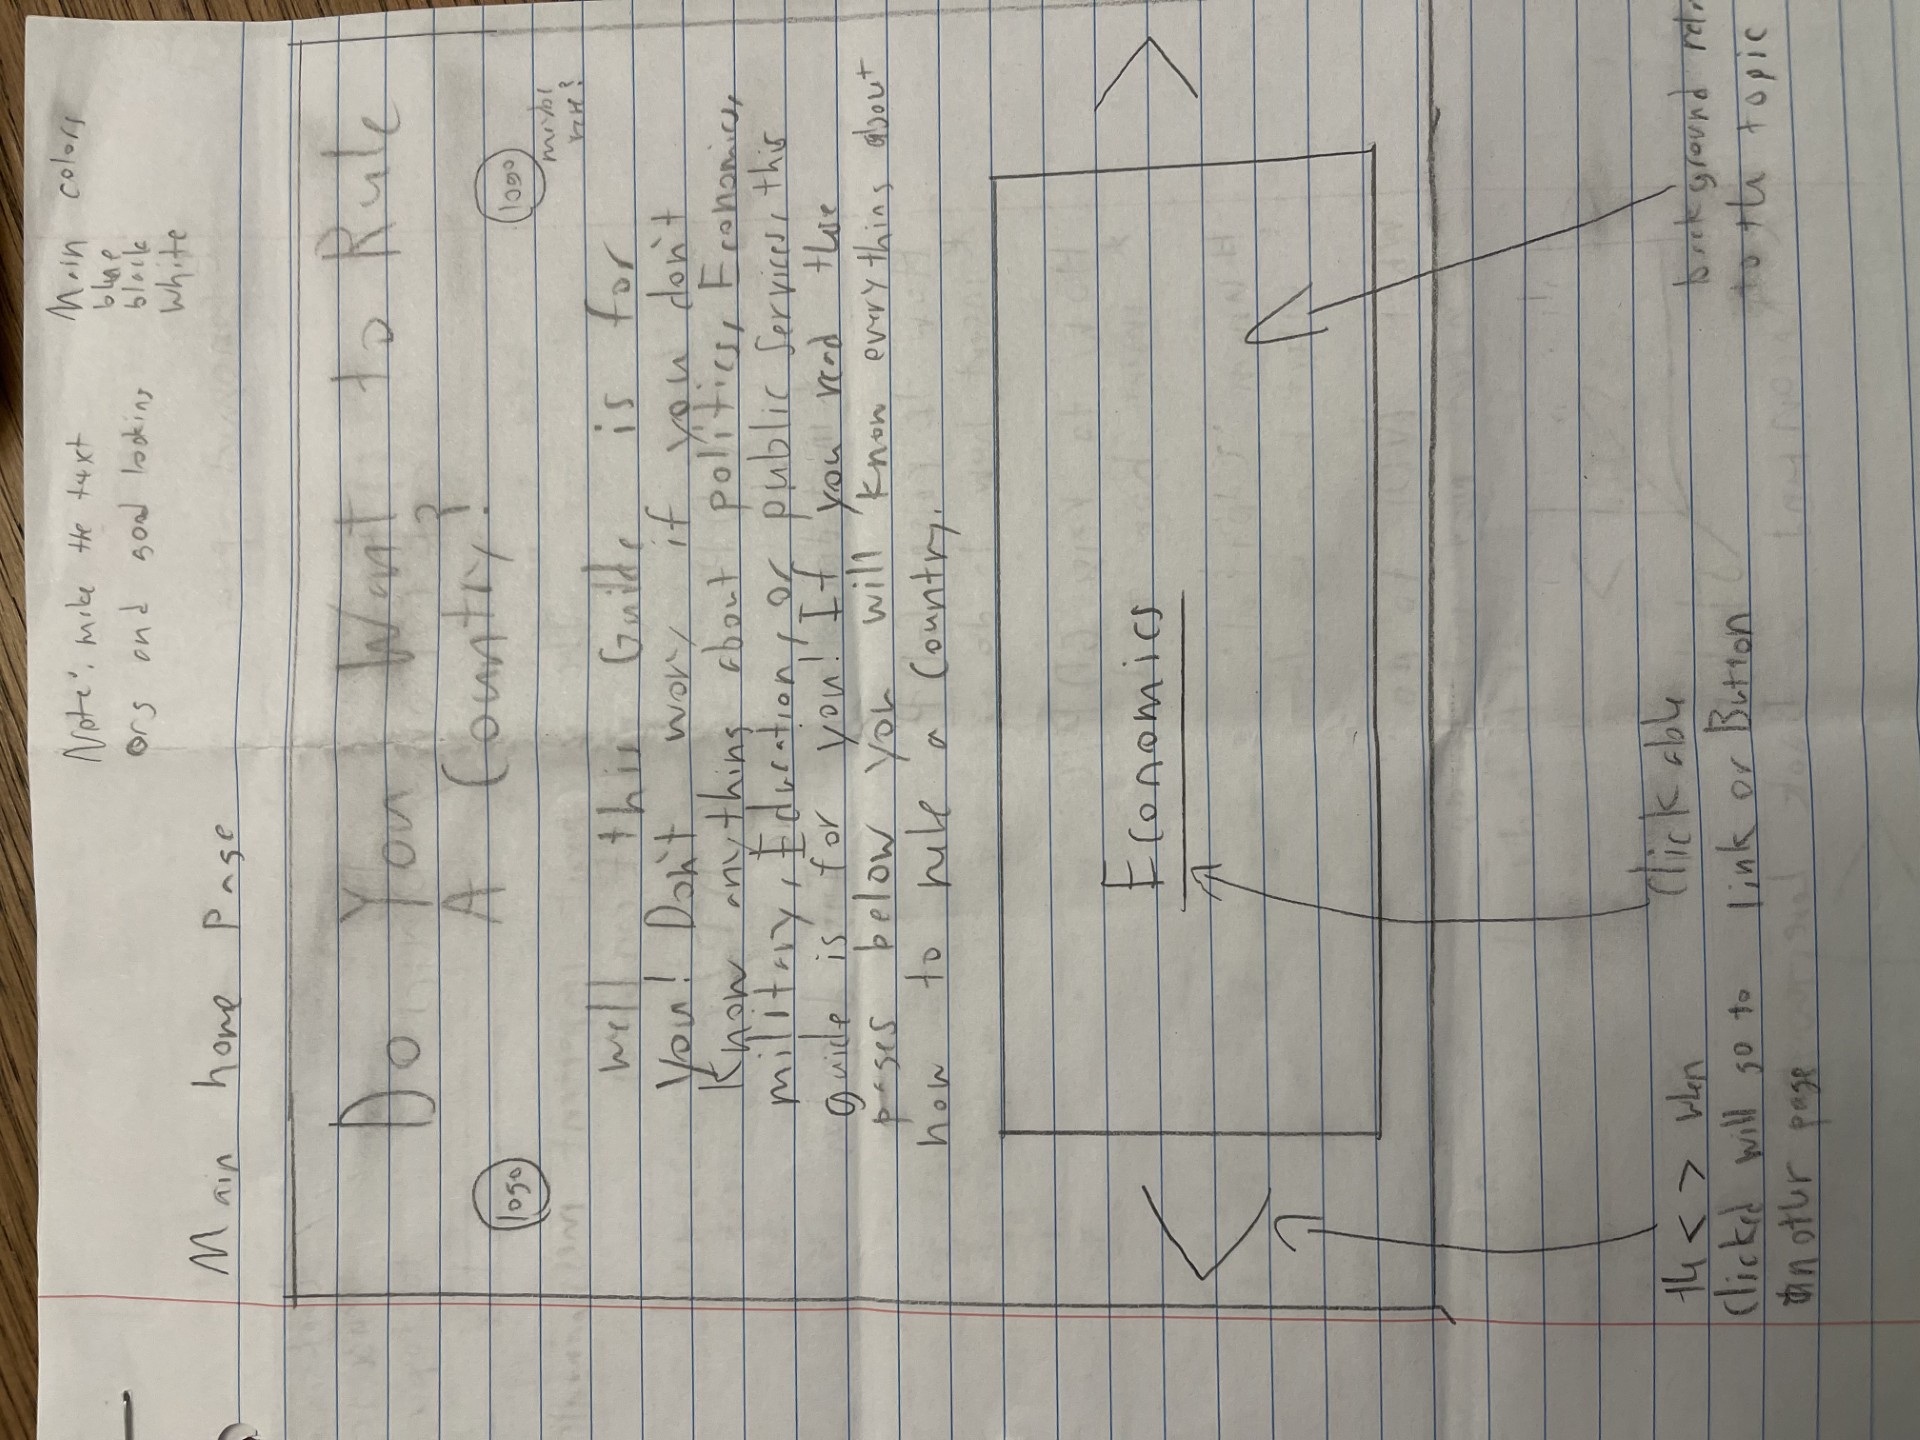 Main colors
blue
black
white
Note: make the text
ors and good looking
Main home Page
Do You Want to Rule
A Country?
logo
logo
Well this Guide is for
You! Don't worry if you don't
know anything about politics, Economics,
military, Education, or public services, this
guide is for you! If you read the
pages below you will know everything about
how to rule a Country.
Economics
the < > when
Clicked will go to
another page
Click able
link or Button
background
to the topic